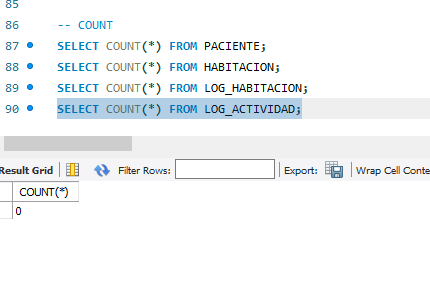 85
86 -- COUNT
87 SELECT COUNT(*) FROM PACIENTE;
88 SELECT COUNT(*) FROM HABITACION;
89 SELECT COUNT(*) FROM LOG_HABITACION;
90 SELECT COUNT(*) FROM LOG_ACTIVIDAD;
Result Grid Filter Rows: Export: Wrap Cell Conte
COUNT(*)
0